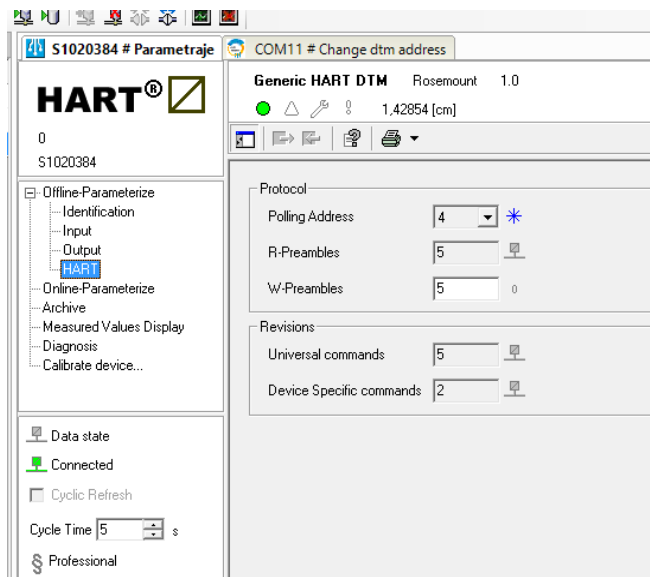 S1020384 # Parametraje
COM11 # Change dtm address
HART®
0
S1020384
Generic HART DTM Rosemount 1.0
1,42854 [cm]
Offline-Parameterize
Identification
Input
Output
HART
Online-Parameterize
Archive
Measured Values Display
Diagnosis
Calibrate device...
Protocol
Polling Address 4
R-Preambles 5
W-Preambles 5 0
Revisions
Universal commands 5
Device Specific commands 2
Data state
Connected
Cyclic Refresh
Cycle Time 5 s
§ Professional